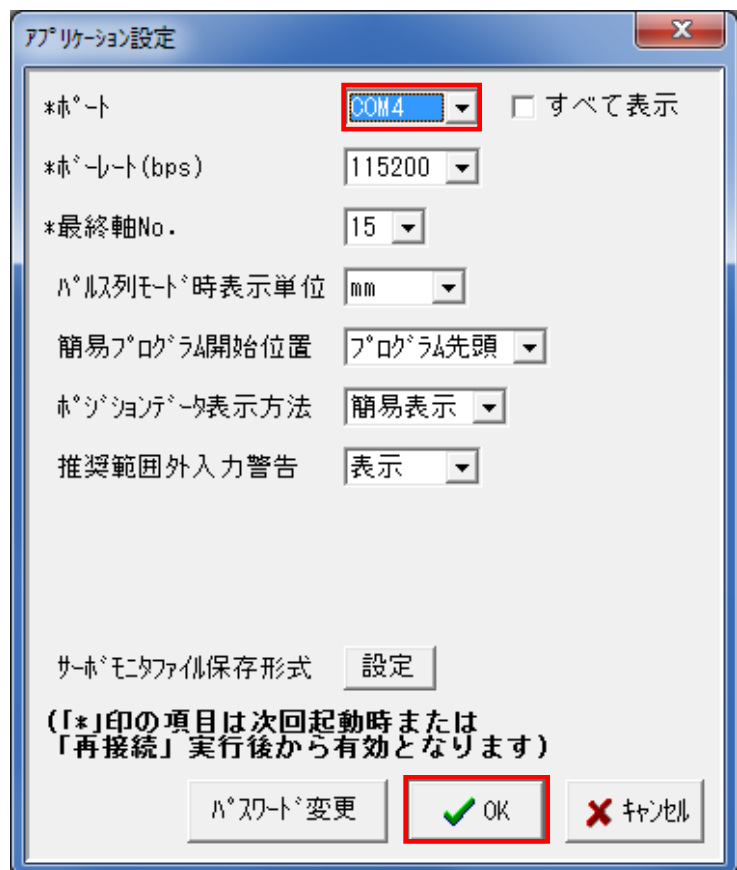 ｱﾌﾟﾘｹｰｼｮﾝ設定
*ﾎﾟｰﾄ COM4 すべて表示
*ﾎﾞｰﾚｰﾄ(bps) 115200
*最終軸No. 15
ﾊﾟﾙｽ列ﾓｰﾄﾞ時表示単位 mm
簡易ﾌﾟﾛｸﾞﾗﾑ開始位置 ﾌﾟﾛｸﾞﾗﾑ先頭
ﾎﾟｼﾞｼｮﾝﾃﾞｰﾀ表示方法 簡易表示
推奨範囲外入力警告 表示
ｻｰﾎﾞﾓﾆﾀﾌｧｲﾙ保存形式 設定
(｢*｣印の項目は次回起動時または
｢再接続｣実行後から有効となります)
ﾊﾟｽﾜｰﾄﾞ変更 OK ｷｬﾝｾﾙ